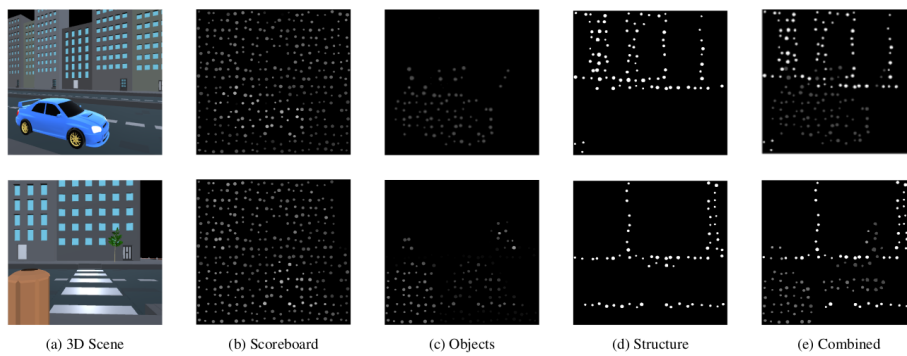 (a) 3D Scene
(b) Scoreboard
(c) Objects
(d) Structure
(e) Combined